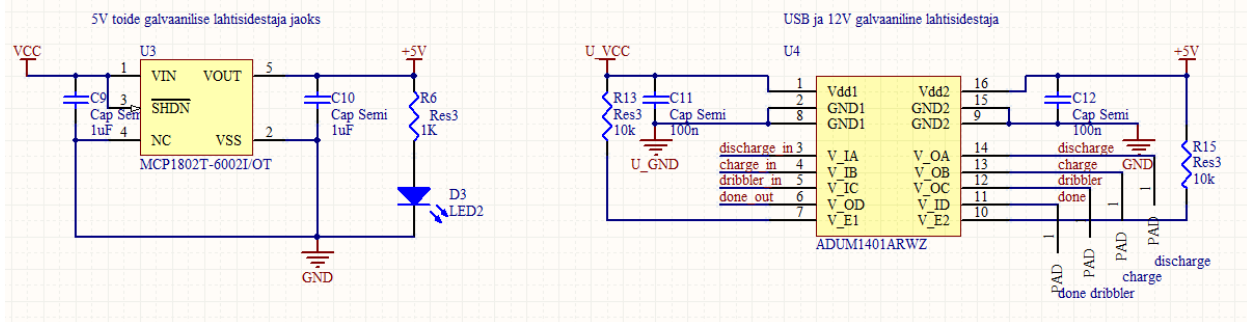 5V toide galvaanilise lahtisidestaja jaoks
VCC
U3
+5V
1 VIN VOUT 5
3 SHDN
4 NC VSS 2
MCP1802T-6002I/OT
C9
Cap Semi
1uF
C10
Cap Semi
1uF
R6
Res3
1K
D3
LED2
GND
USB ja 12V galvaaniline lahtisidestaja
U_VCC
U4
+5V
R13
Res3
10k
C11
Cap Semi
100n
U_GND
1 Vdd1 Vdd2 16
2 GND1 GND2 15
8 GND1 GND2 9
discharge_in 3 V_IA V_OA 14 discharge
charge_in 4 V_IB V_OB 13 charge
dribbler_in 5 V_IC V_OC 12 dribbler
done_out 6 V_OD V_ID 11 done
7 V_E1 V_E2 10
ADUM1401ARWZ
C12
Cap Semi
100n
GND
R15
Res3
10k
1 PAD
1 PAD
1 PAD
1 PAD
discharge
charge
done dribbler